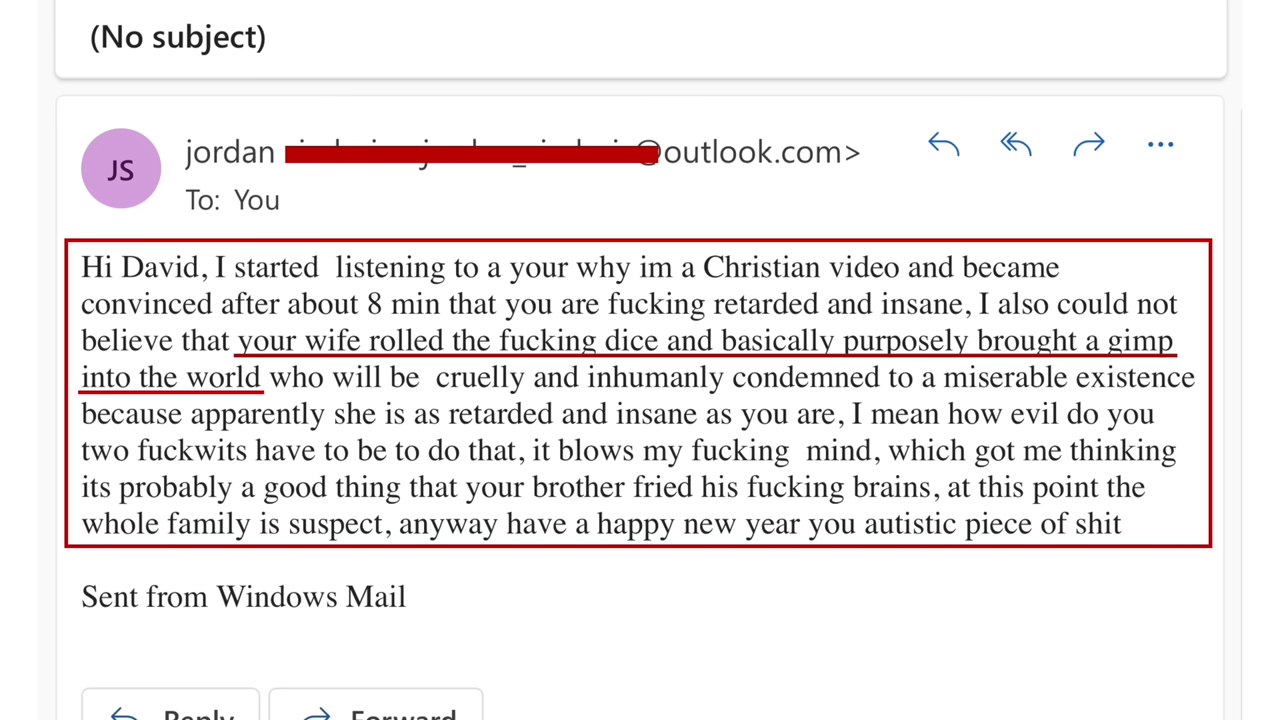 (No subject)
JS
jordan @outlook.com>
To: You
Hi David, I started  listening to a your why im a Christian video and became
convinced after about 8 min that you are fucking retarded and insane, I also could not
believe that your wife rolled the fucking dice and basically purposely brought a gimp
into the world who will be  cruelly and inhumanly condemned to a miserable existence
because apparently she is as retarded and insane as you are, I mean how evil do you
two fuckwits have to be to do that, it blows my fucking  mind, which got me thinking
its probably a good thing that your brother fried his fucking brains, at this point the
whole family is suspect, anyway have a happy new year you autistic piece of shit
Sent from Windows Mail
Reply Forward